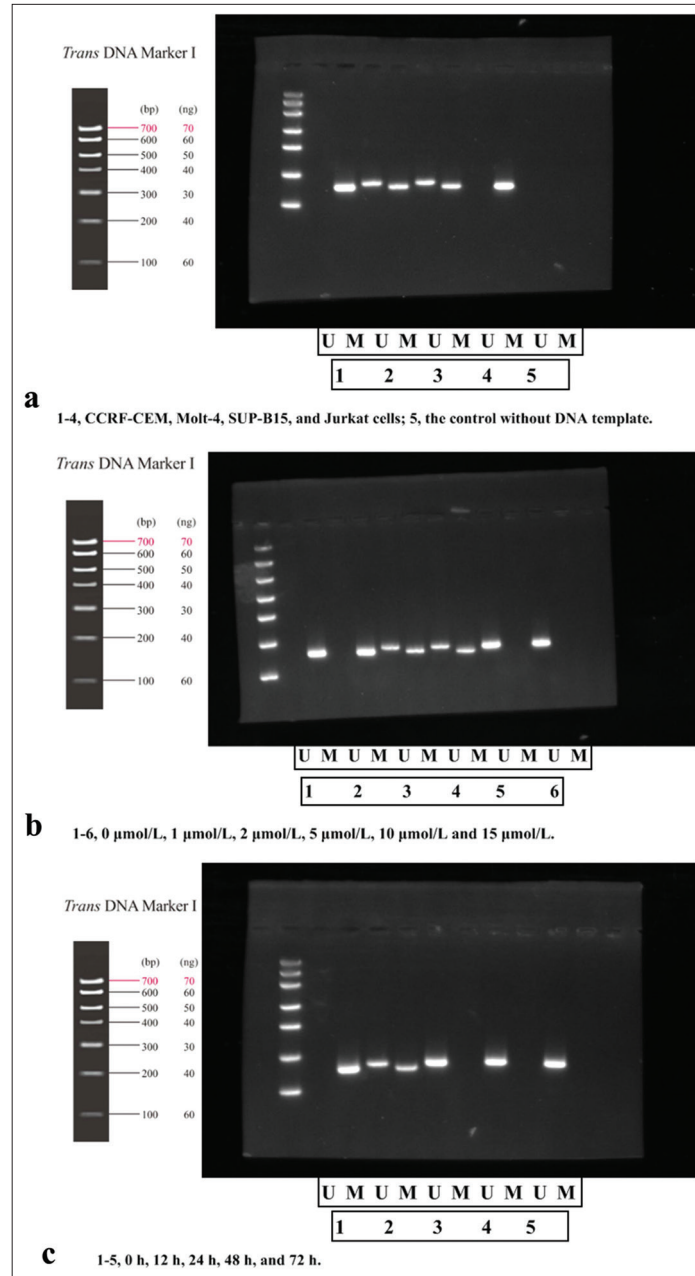 Trans DNA Marker I
(bp) (ng)
700 70
600 60
500 50
400 40
300 30
200 40
100 60
U M U M U M U M U M
1 2 3 4 5
a
1-4, CCRF-CEM, Molt-4, SUP-B15, and Jurkat cells; 5, the control without DNA template.
Trans DNA Marker I
(bp) (ng)
700 70
600 60
500 50
400 40
300 30
200 40
100 60
U M U M U M U M U M U M
1 2 3 4 5 6
b
1-6, 0 μmol/L, 1 μmol/L, 2 μmol/L, 5 μmol/L, 10 μmol/L and 15 μmol/L.
Trans DNA Marker I
(bp) (ng)
700 70
600 60
500 50
400 40
300 30
200 40
100 60
U M U M U M U M U M
1 2 3 4 5
c
1-5, 0 h, 12 h, 24 h, 48 h, and 72 h.